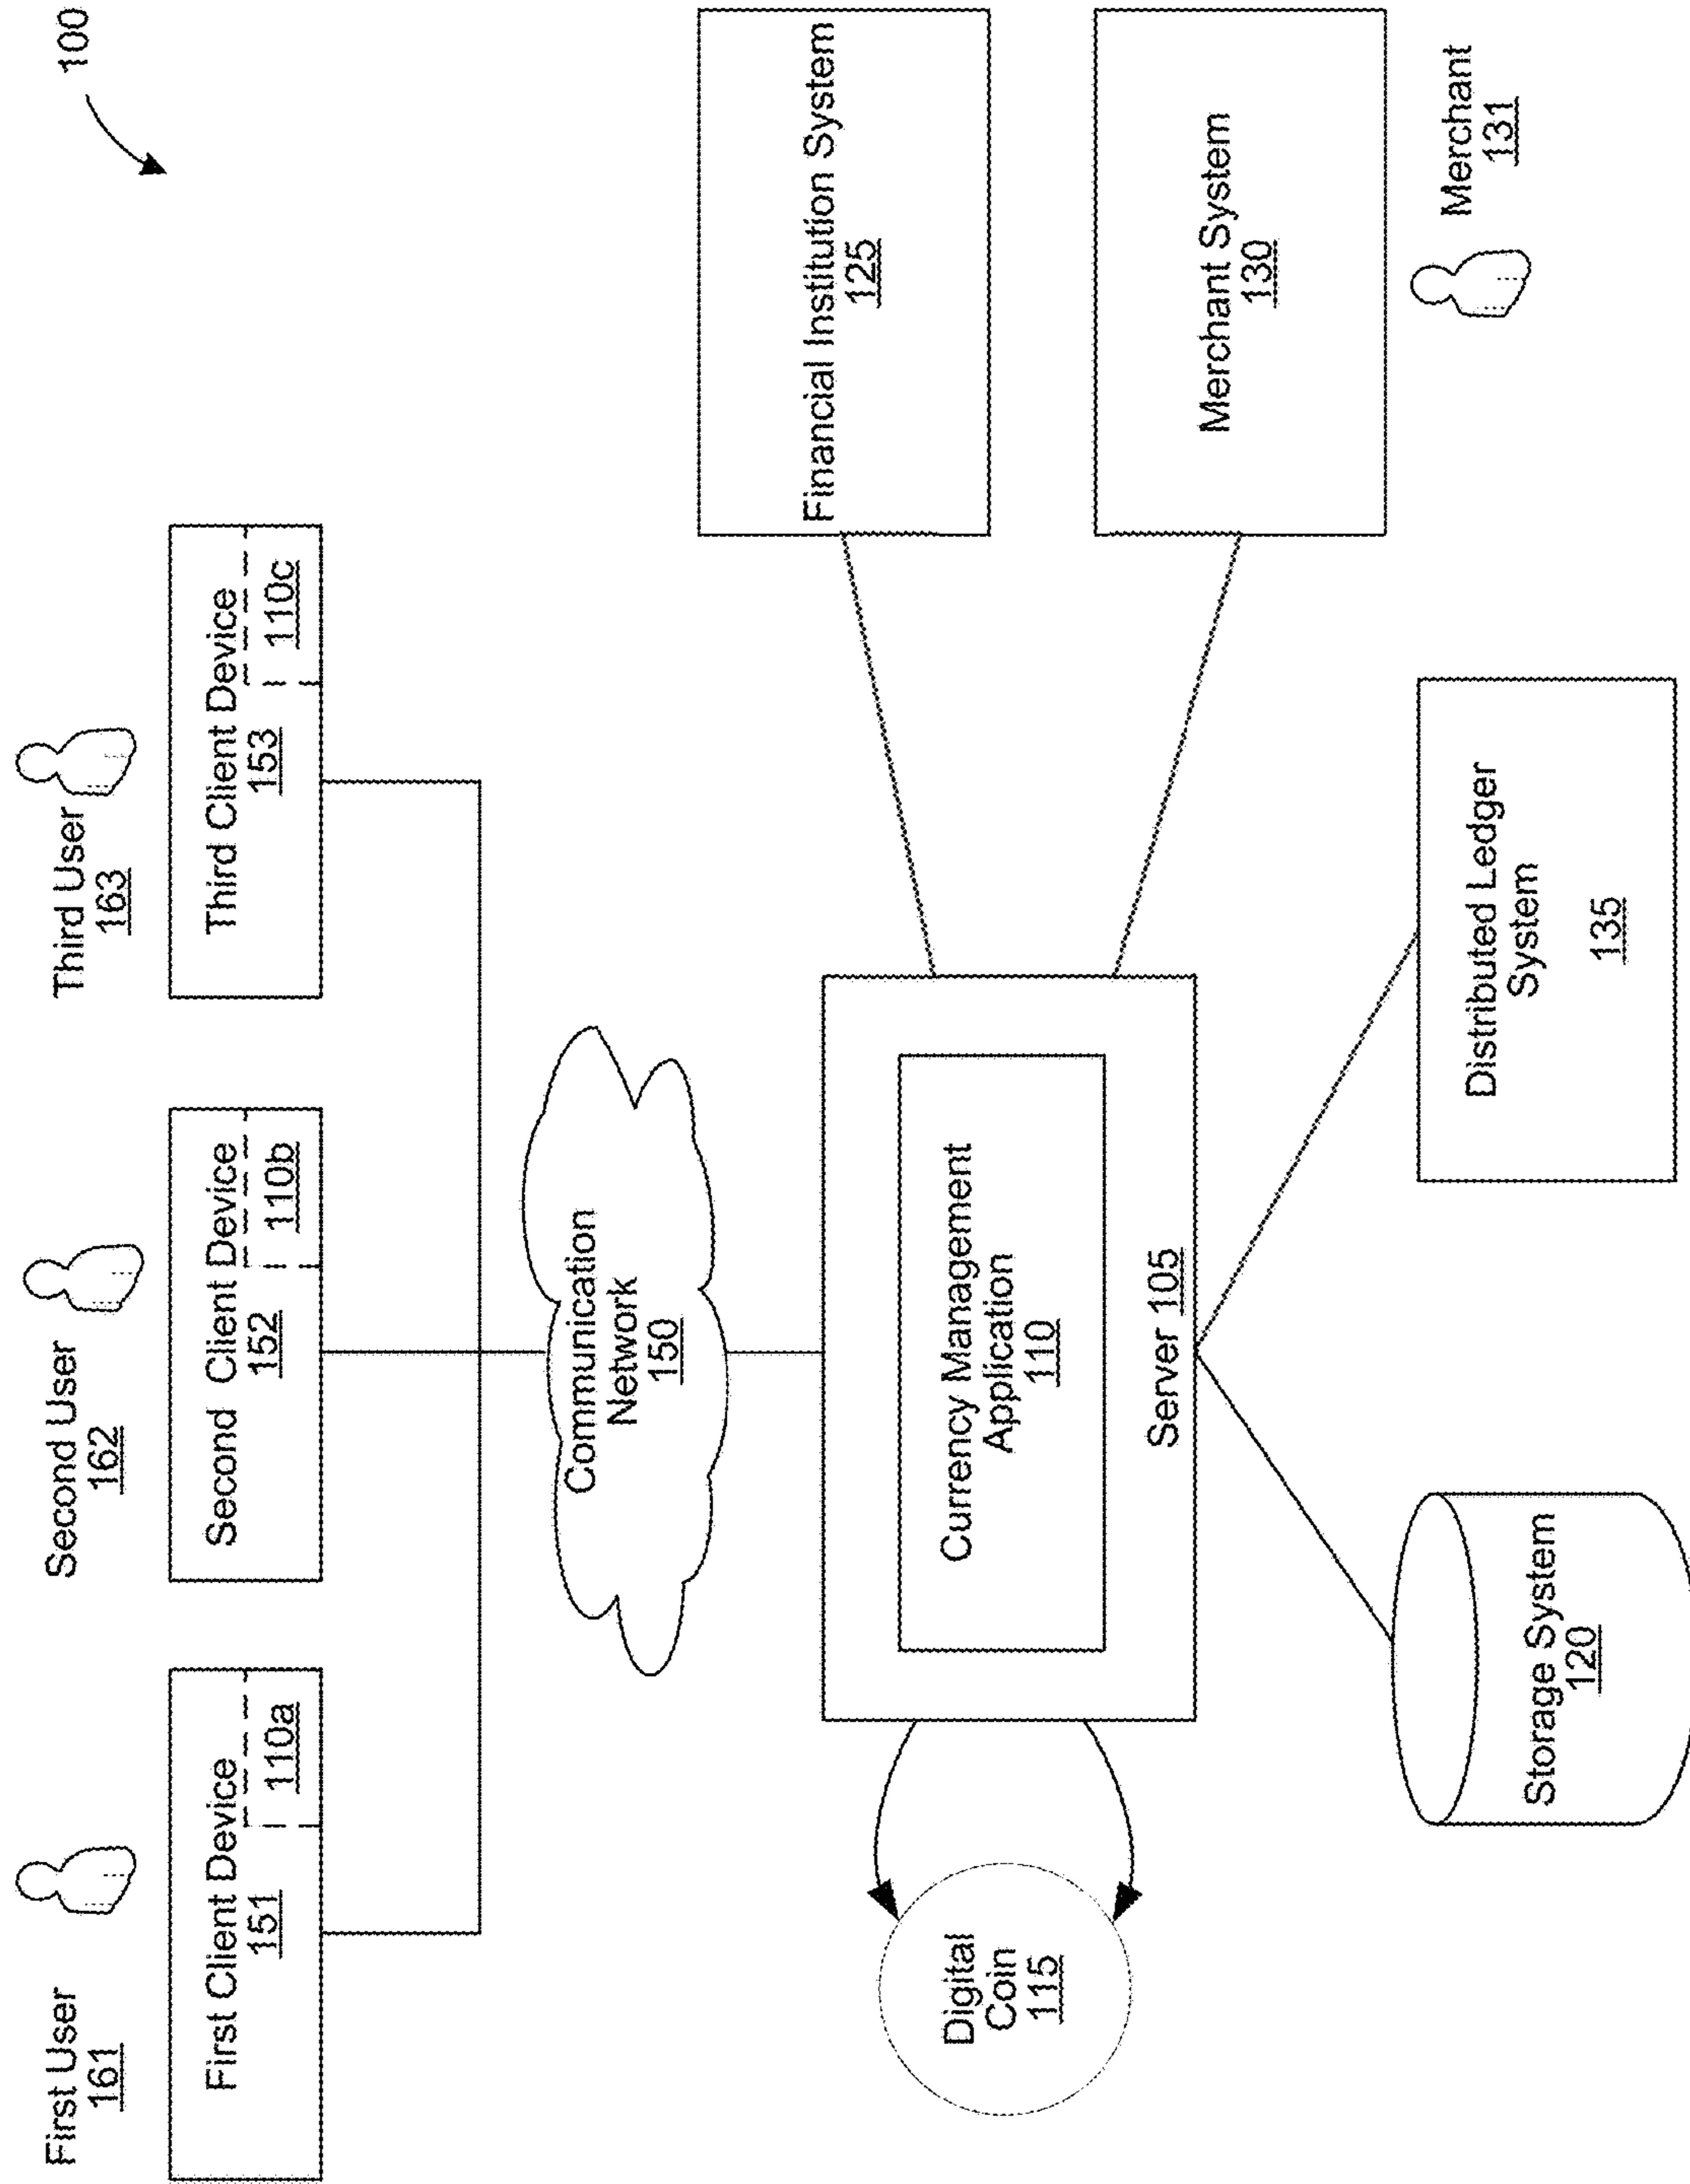 100
First User
161
Second User
162
Third User
163
First Client Device
151
110a
Second Client Device
152
110b
Third Client Device
153
110c
Communication
Network
150
Financial Institution System
125
Digital
Coin
115
Currency Management
Application
110
Server 105
Merchant System
130
Merchant
131
Storage System
120
Distributed Ledger
System
135